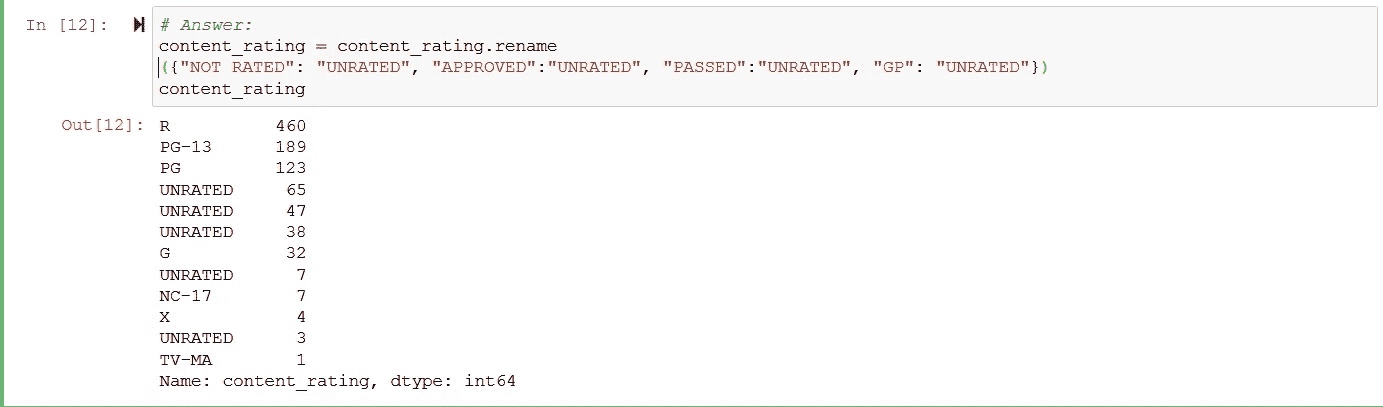 In [12]: # Answer:
content_rating = content_rating.rename
({"NOT RATED": "UNRATED", "APPROVED":"UNRATED", "PASSED":"UNRATED", "GP": "UNRATED"})
content_rating
Out[12]: R 460
PG-13 189
PG 123
UNRATED 65
UNRATED 47
UNRATED 38
G 32
UNRATED 7
NC-17 7
X 4
UNRATED 3
TV-MA 1
Name: content_rating, dtype: int64